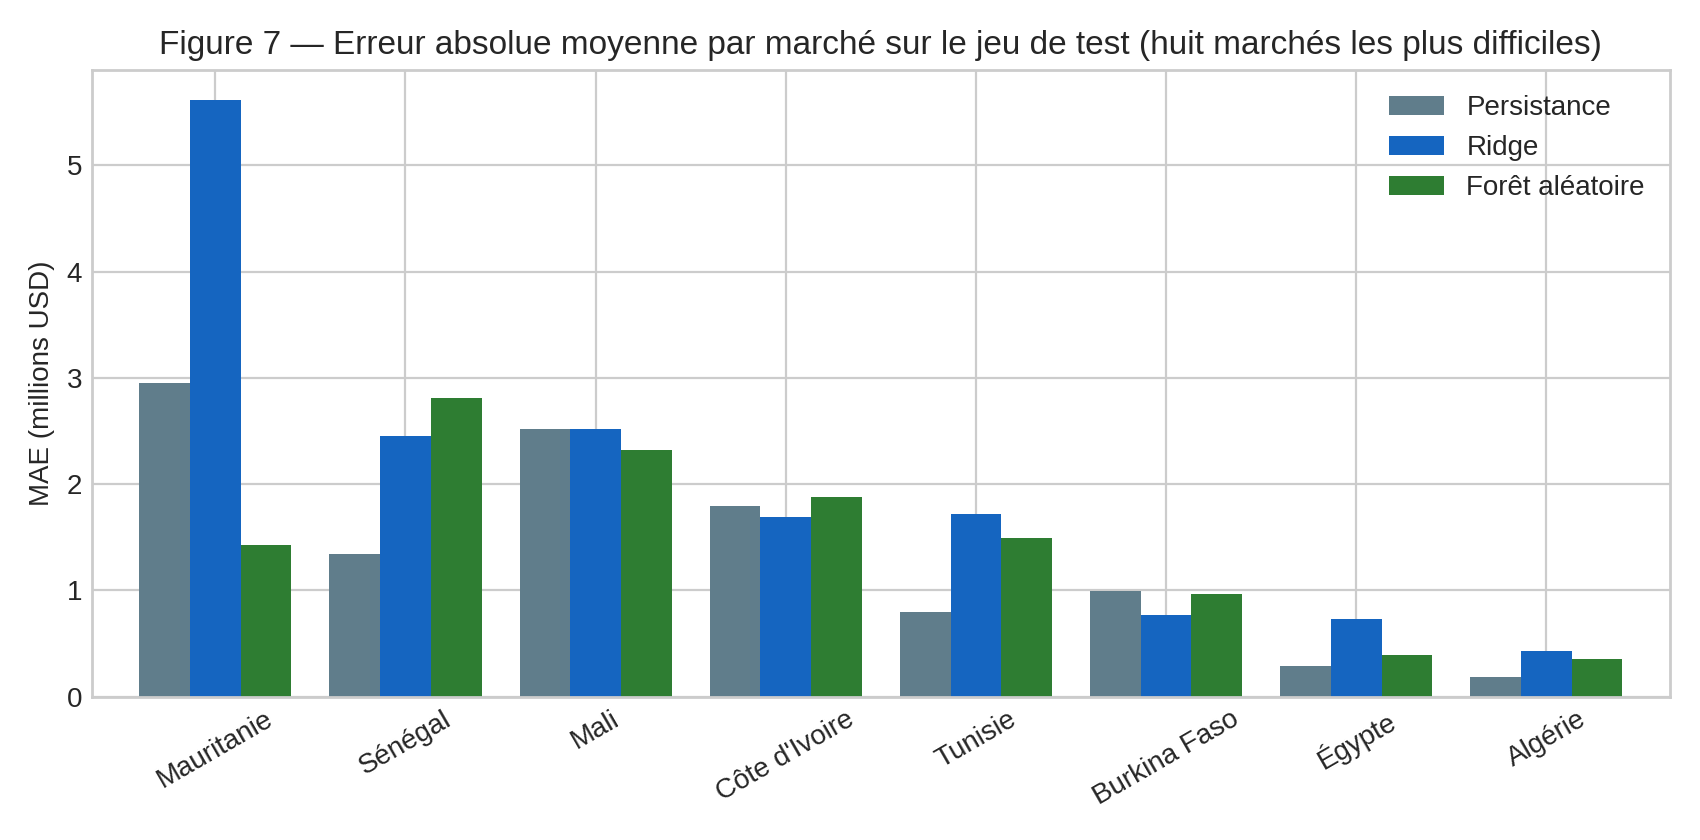 Figure 7 — Erreur absolue moyenne par marché sur le jeu de test (huit marchés les plus difficiles)
Persistance
Ridge
Forêt aléatoire
MAE (millions USD)
5
4
3
2
1
0
Mauritanie
Sénégal
Mali
Côte d'Ivoire
Tunisie
Burkina Faso
Égypte
Algérie